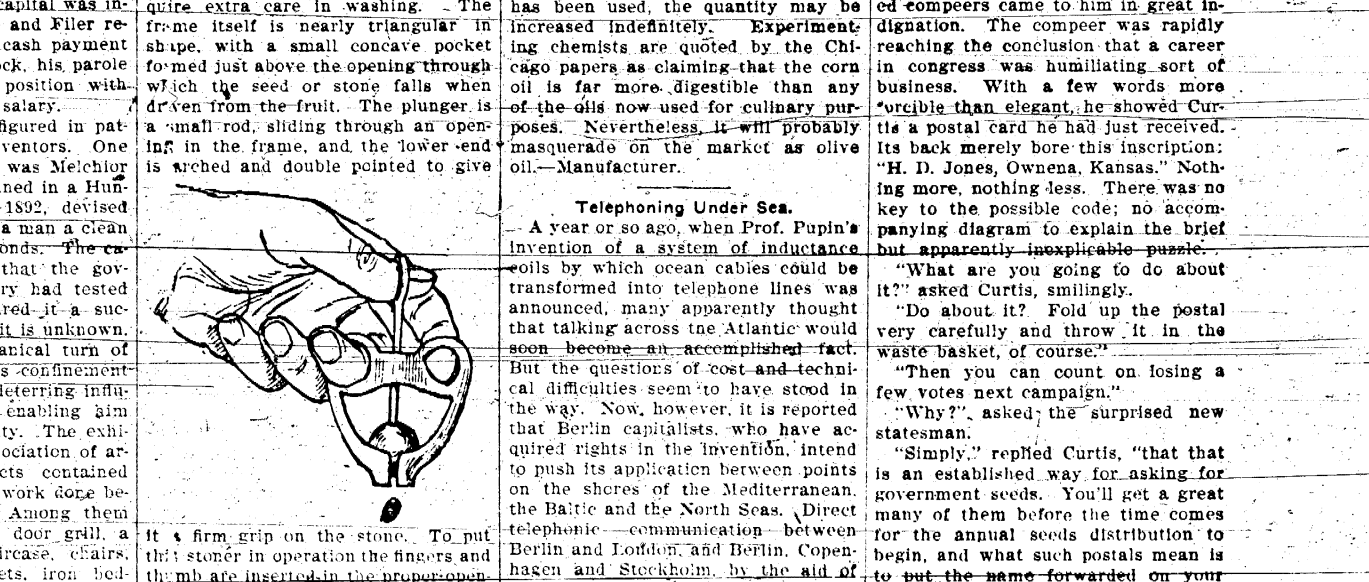 capital was in-
and Filer re-
cash payment
ck, his parole
position with-
salary.
figured in pat-
ventors. One
was Melchior
ned in a Hun-
1892, devised
a man a clean
onds. The ca-
that the gov-
ry had tested
red it a suc-
it is unknown.
anical turn of
s confinement
deterring influ-
enabling aim
ty. The exhi-
ociation of ar-
cts contained
work done be-
Among them
door grill, a
ircase, chairs,
ets, iron bed-
quire extra care in washing. The
frame itself is nearly triangular in
shape, with a small concave pocket
formed just above the opening through
which the seed or stone falls when
driven from the fruit. The plunger is
a small rod, sliding through an open-
ing in the frame, and the lower end
is arched and double pointed to give
it a firm grip on the stone. To put
this stoner in operation the fingers and
thumb are inserted in the proper open-
has been used, the quantity may be
increased indefinitely. Experiment-
ing chemists are quoted by the Chi-
cago papers as claiming that the corn
oil is far more digestible than any
of the oils now used for culinary pur-
poses. Nevertheless, it will probably
masquerade on the market as olive
oil.—Manufacturer.
Telephoning Under Sea.
A year or so ago, when Prof. Pupin's
invention of a system of inductance
coils by which ocean cables could be
transformed into telephone lines was
announced, many apparently thought
that talking across tne Atlantic would
soon become an accomplished fact.
But the questions of cost and techni-
cal difficulties seem to have stood in
the way. Now, however, it is reported
that Berlin capitalists, who have ac-
quired rights in the invention, intend
to push its application between points
on the shores of the Mediterranean,
the Baltic and the North Seas. Direct
telephonic communication between
Berlin and London, and Berlin, Copen-
hagen and Stockholm, by the aid of
ed compeers came to him in great in-
dignation. The compeer was rapidly
reaching the conclusion that a career
in congress was humiliating sort of
business. With a few words more
forcible than elegant, he showed Cur-
tis a postal card he had just received.
Its back merely bore this inscription:
"H. D. Jones, Ownena, Kansas." Noth-
ing more, nothing less. There was no
key to the possible code; no accom-
panying diagram to explain the brief
but apparently inexplicable puzzle.
"What are you going to do about
it?" asked Curtis, smilingly.
"Do about it? Fold up the postal
very carefully and throw it in the
waste basket, of course."
"Then you can count on losing a
few votes next campaign."
"Why?" asked the surprised new
statesman.
"Simply," replied Curtis, "that that
is an established way for asking for
government seeds. You'll get a great
many of them before the time comes
for the annual seeds distribution to
begin, and what such postals mean is
to put the name forwarded on your